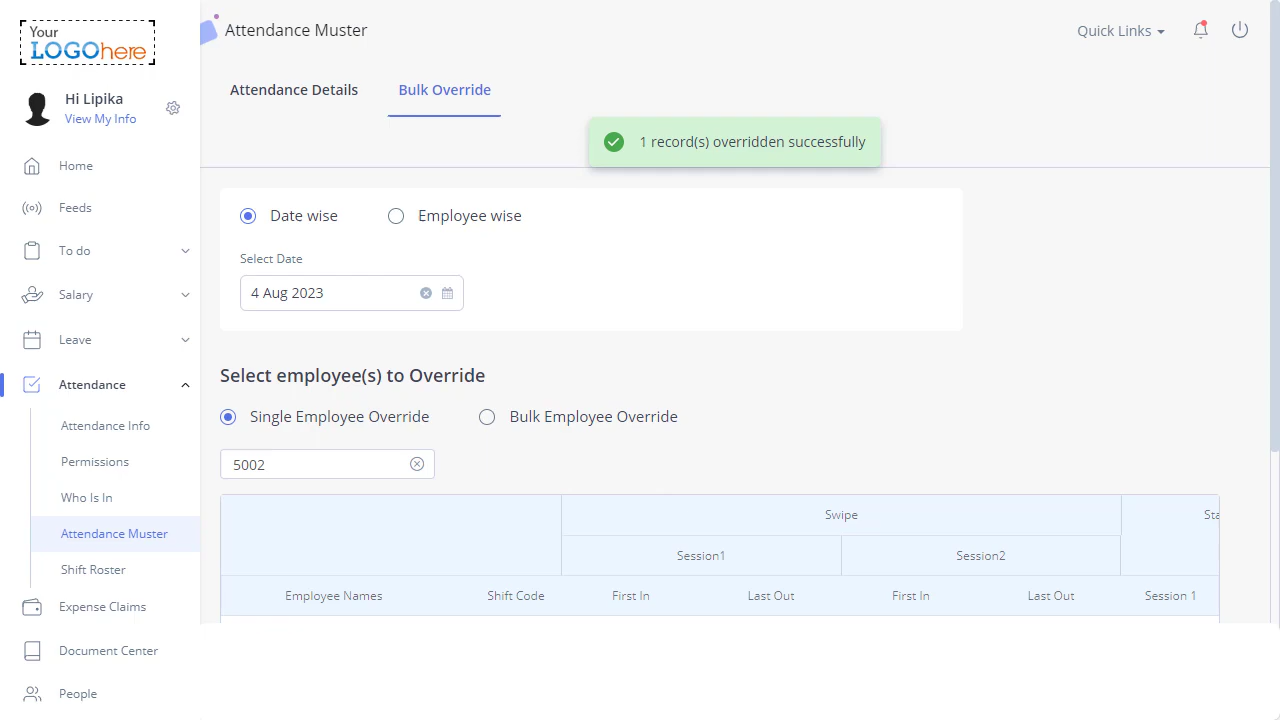 Your
LOGOhere
Attendance Muster
Quick Links
Hi Lipika
View My Info
Attendance Details
Bulk Override
1 record(s) overridden successfully
Home
Feeds
To do
Salary
Leave
Attendance
Attendance Info
Permissions
Who Is In
Attendance Muster
Shift Roster
Expense Claims
Document Center
People
Date wise
Employee wise
Select Date
4 Aug 2023
Select employee(s) to Override
Single Employee Override
Bulk Employee Override
5002
Swipe
Sta
Session1
Session2
Employee Names
Shift Code
First In
Last Out
First In
Last Out
Session 1